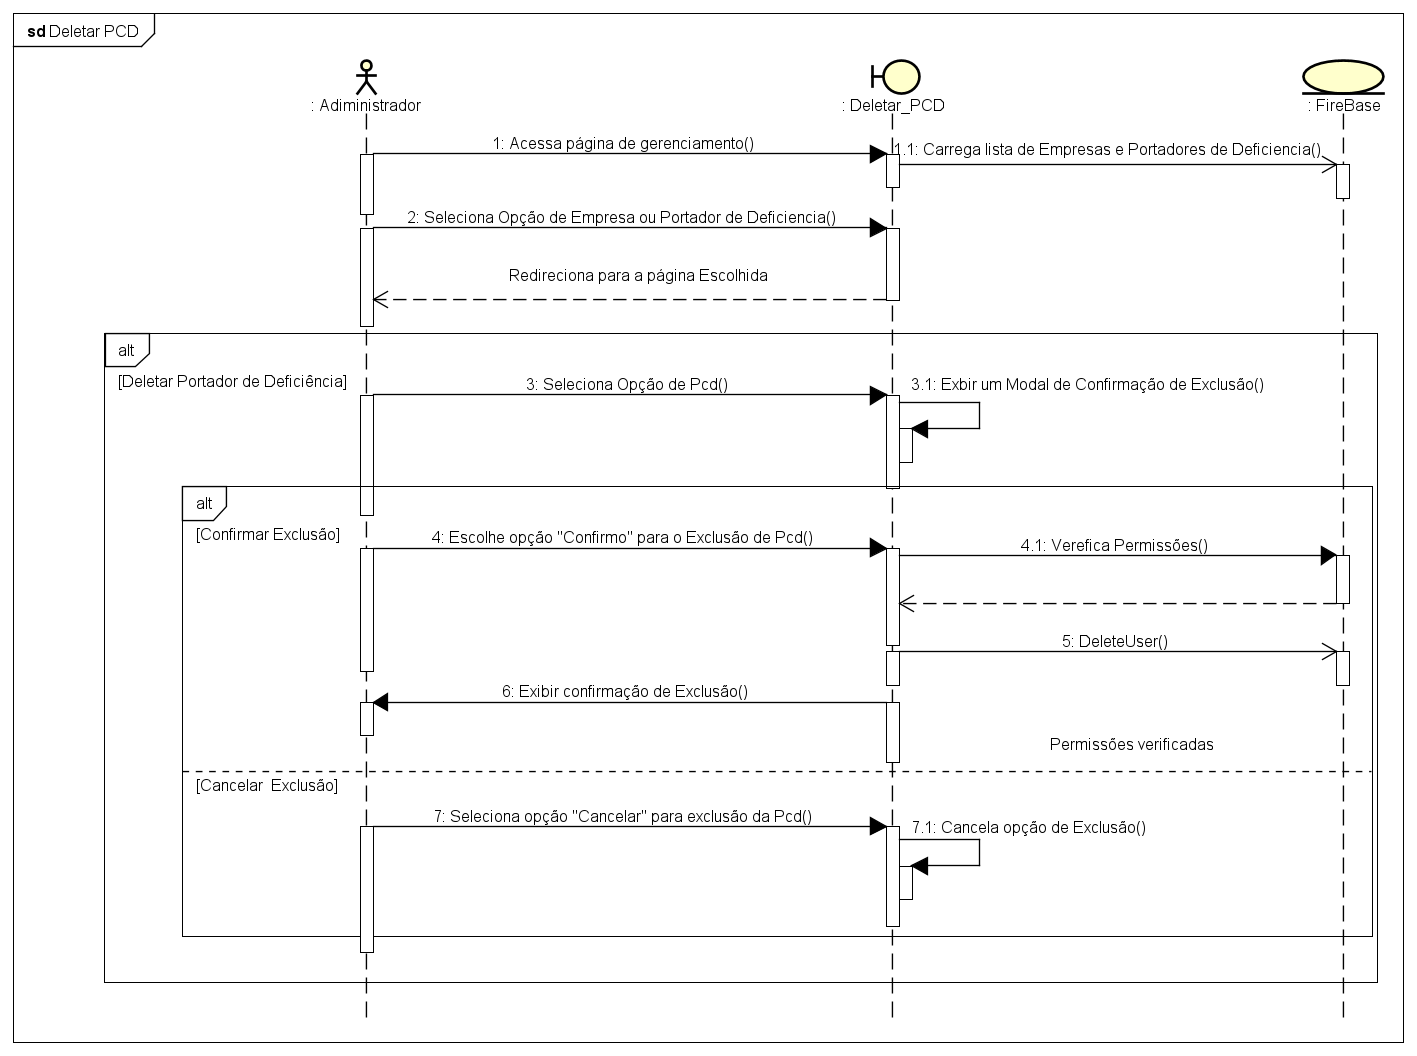 sd Deletar PCD
: Adiministrador
: Deletar_PCD
: FireBase
1: Acessa página de gerenciamento()
1.1: Carrega lista de Empresas e Portadores de Deficiencia()
2: Seleciona Opção de Empresa ou Portador de Deficiencia()
Redireciona para a página Escolhida
alt
[Deletar Portador de Deficiência]
3: Seleciona Opção de Pcd()
3.1: Exbir um Modal de Confirmação de Exclusão()
alt
[Confirmar Exclusão]
4: Escolhe opção "Confirmo" para o Exclusão de Pcd()
4.1: Verefica Permissões()
5: DeleteUser()
6: Exibir confirmação de Exclusão()
Permissões verificadas
[Cancelar  Exclusão]
7: Seleciona opção "Cancelar" para exclusão da Pcd()
7.1: Cancela opção de Exclusão()